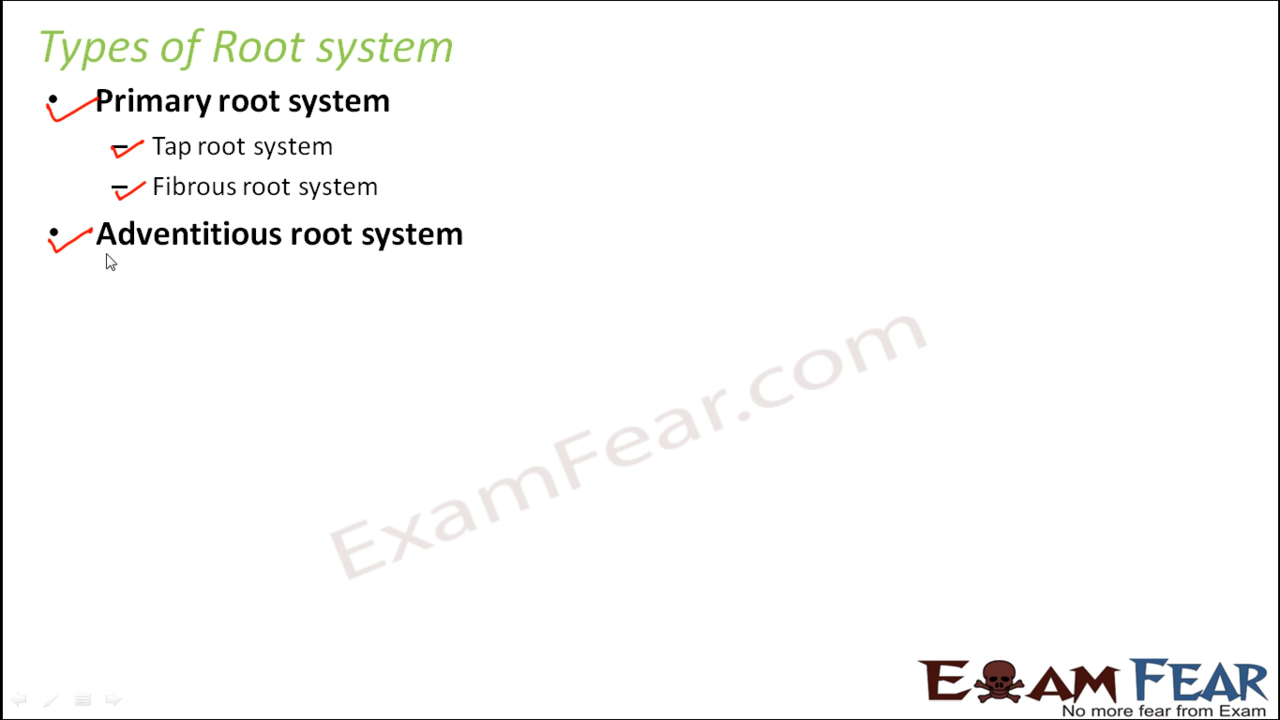 Types of Root system
• Primary root system
– Tap root system
– Fibrous root system
• Adventitious root system
ExamFear.com
EXAM FEAR
No more fear from Exam